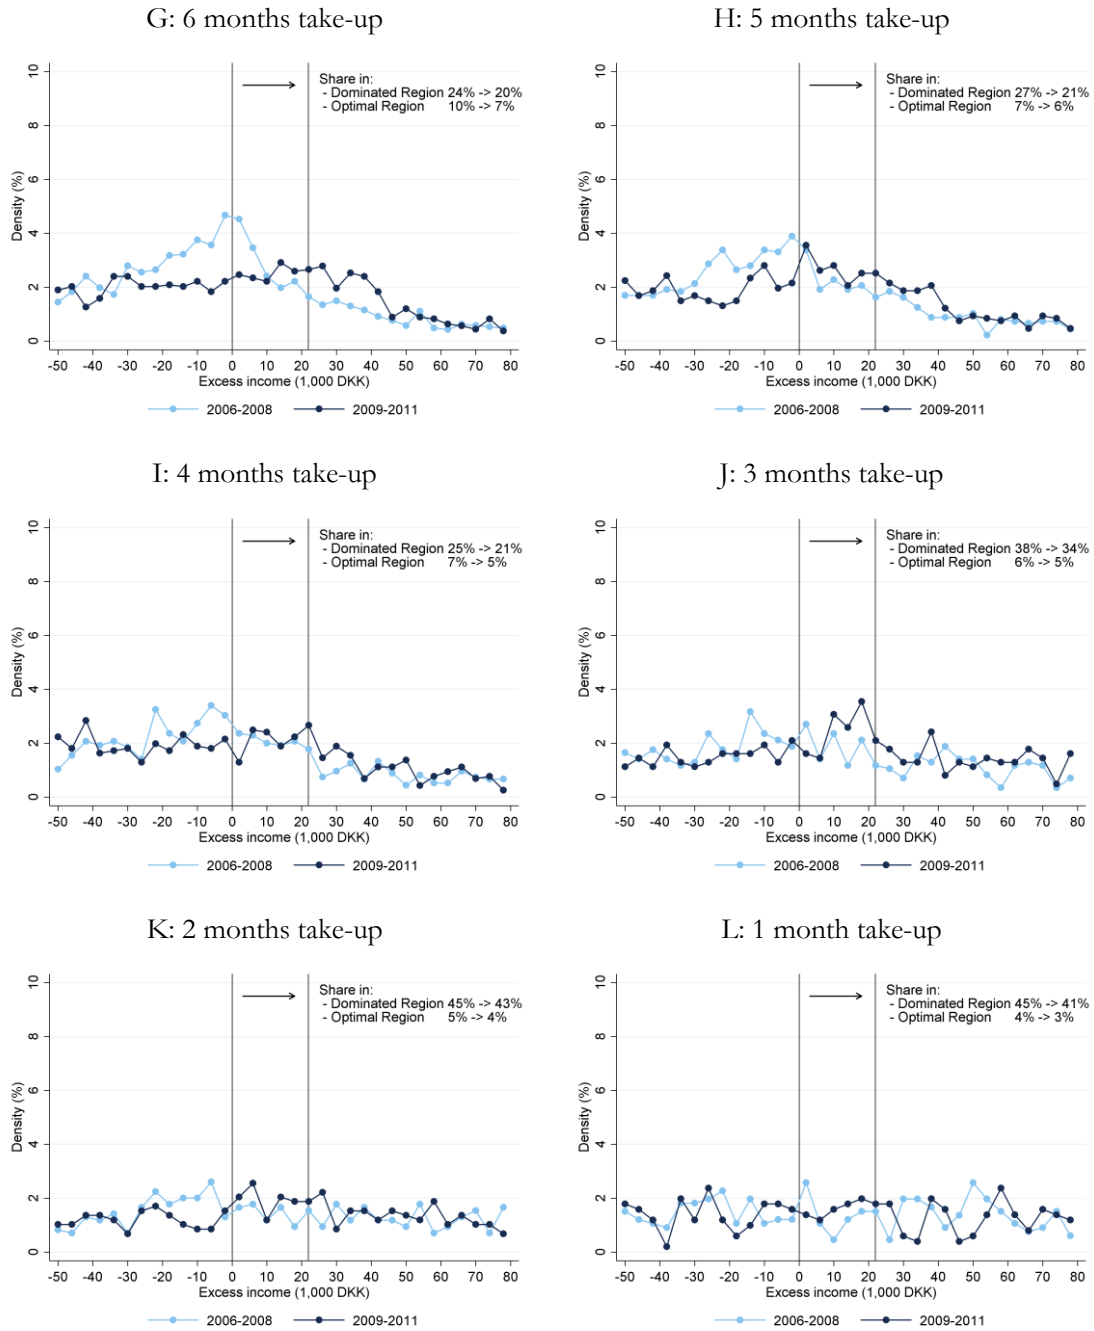 G: 6 months take-up
Density (%)
0 2 4 6 8 10
Share in:
- Dominated Region 24% -> 20%
- Optimal Region 10% -> 7%
-50 -40 -30 -20 -10 0 10 20 30 40 50 60 70 80
Excess income (1,000 DKK)
2006-2008 2009-2011
H: 5 months take-up
Density (%)
0 2 4 6 8 10
Share in:
- Dominated Region 27% -> 21%
- Optimal Region 7% -> 6%
-50 -40 -30 -20 -10 0 10 20 30 40 50 60 70 80
Excess income (1,000 DKK)
2006-2008 2009-2011
I: 4 months take-up
Density (%)
0 2 4 6 8 10
Share in:
- Dominated Region 25% -> 21%
- Optimal Region 7% -> 5%
-50 -40 -30 -20 -10 0 10 20 30 40 50 60 70 80
Excess income (1,000 DKK)
2006-2008 2009-2011
J: 3 months take-up
Density (%)
0 2 4 6 8 10
Share in:
- Dominated Region 38% -> 34%
- Optimal Region 6% -> 5%
-50 -40 -30 -20 -10 0 10 20 30 40 50 60 70 80
Excess income (1,000 DKK)
2006-2008 2009-2011
K: 2 months take-up
Density (%)
0 2 4 6 8 10
Share in:
- Dominated Region 45% -> 43%
- Optimal Region 5% -> 4%
-50 -40 -30 -20 -10 0 10 20 30 40 50 60 70 80
Excess income (1,000 DKK)
2006-2008 2009-2011
L: 1 month take-up
Density (%)
0 2 4 6 8 10
Share in:
- Dominated Region 45% -> 41%
- Optimal Region 4% -> 3%
-50 -40 -30 -20 -10 0 10 20 30 40 50 60 70 80
Excess income (1,000 DKK)
2006-2008 2009-2011